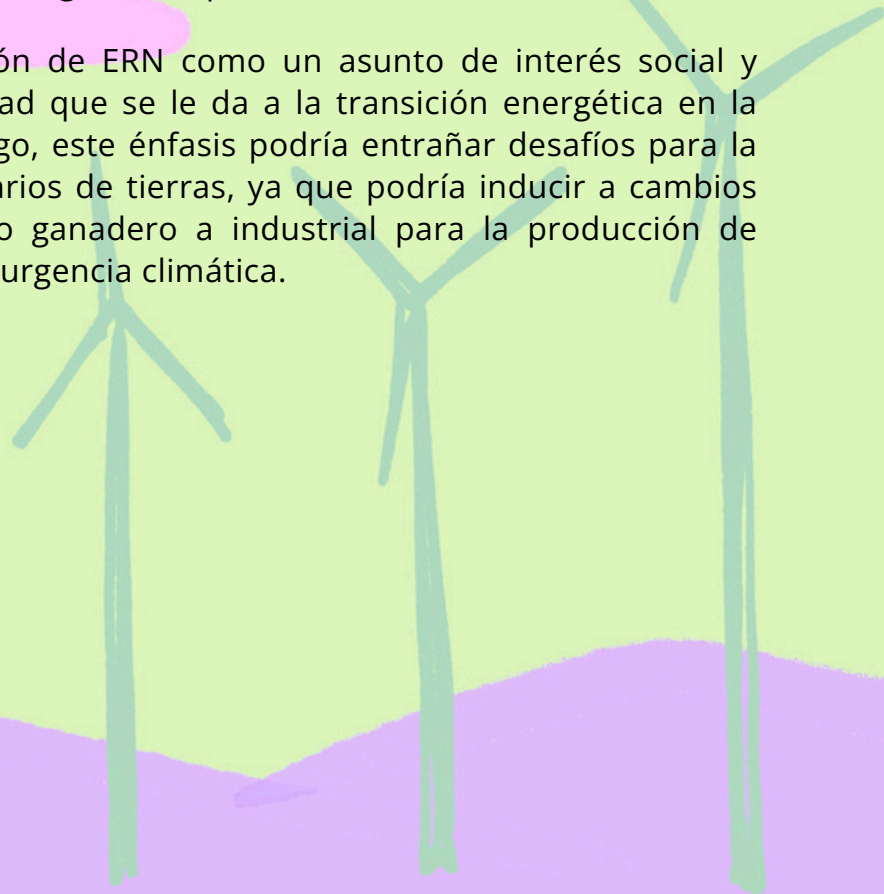 ón de ERN como un asunto de interés social y
ad que se le da a la transición energética en la
go, este énfasis podría entrañar desafíos para la
rios de tierras, ya que podría inducir a cambios
o ganadero a industrial para la producción de
urgencia climática.